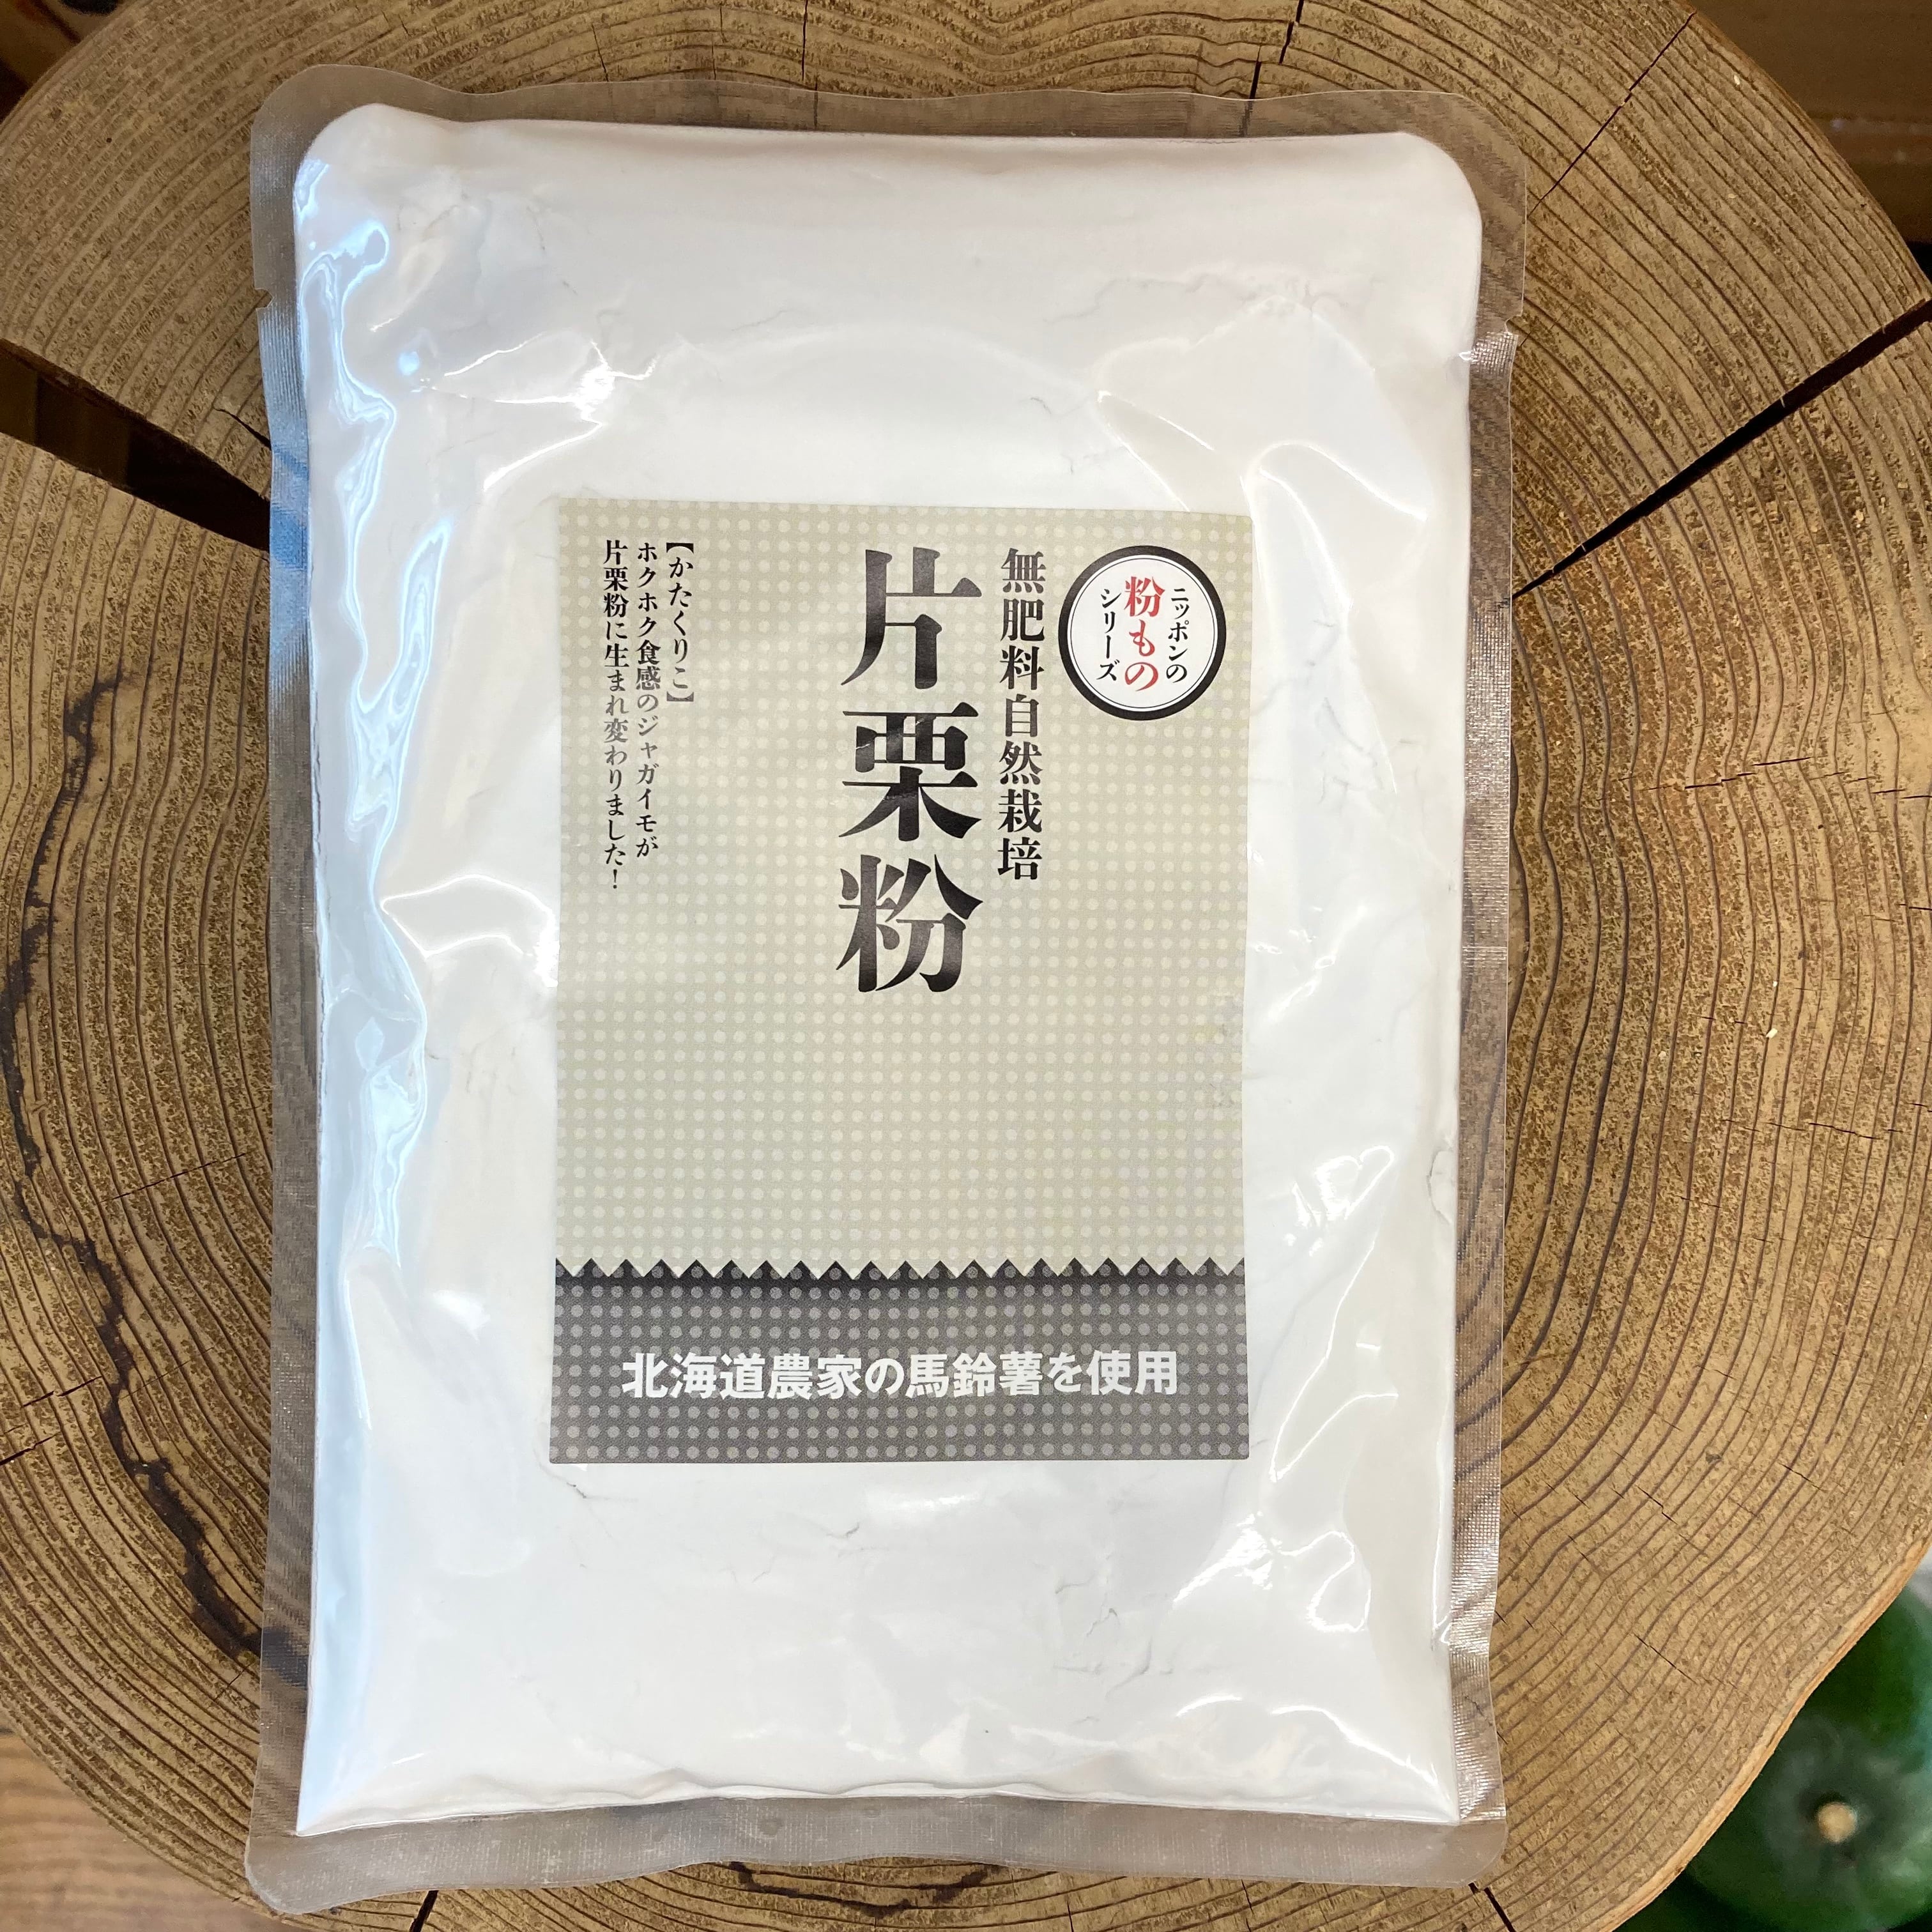 ニッポンの
粉もの
シリーズ
無肥料自然栽培
片栗粉
【かたくりこ】
ホクホク食感のジャガイモが
片栗粉に生まれ変わりました!
北海道農家の馬鈴薯を使用